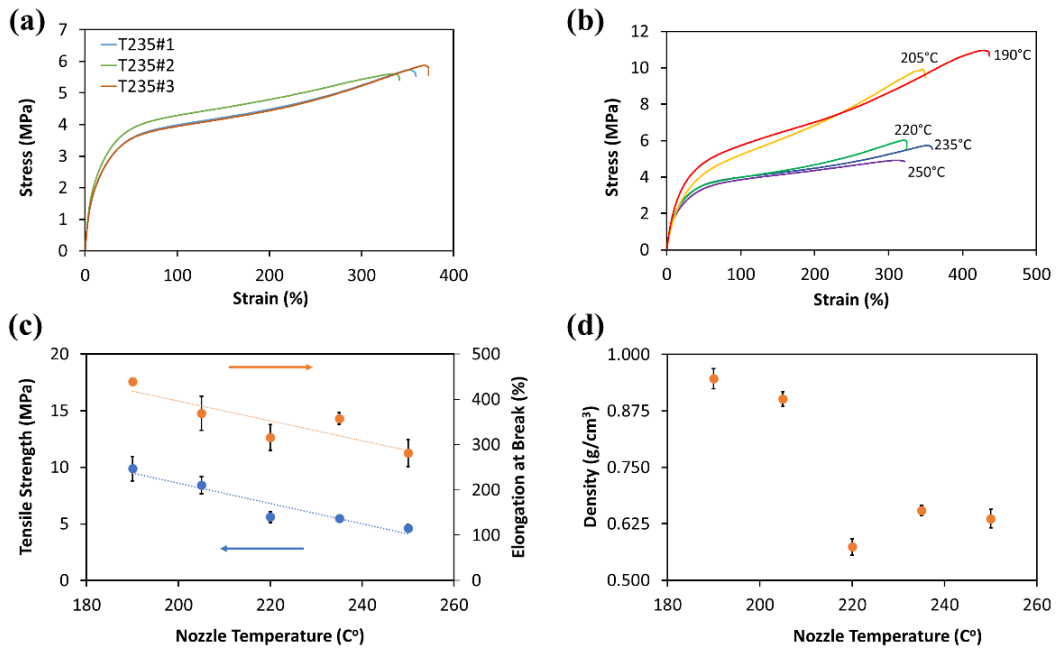 (a)
7
6
5
4
3
2
1
0
Stress (MPa)
T235#1
T235#2
T235#3
0 100 200 300 400
Strain (%)
(b)
12
10
8
6
4
2
0
Stress (MPa)
205°C
190°C
220°C
235°C
250°C
0 100 200 300 400 500
Strain (%)
(c)
20
15
10
5
0
Tensile Strength (MPa)
500
400
300
200
100
0
Elongation at Break (%)
180 200 220 240 260
Nozzle Temperature (Cº)
(d)
1.000
0.875
0.750
0.625
0.500
Density (g/cm³)
180 200 220 240 260
Nozzle Temperature (Cº)